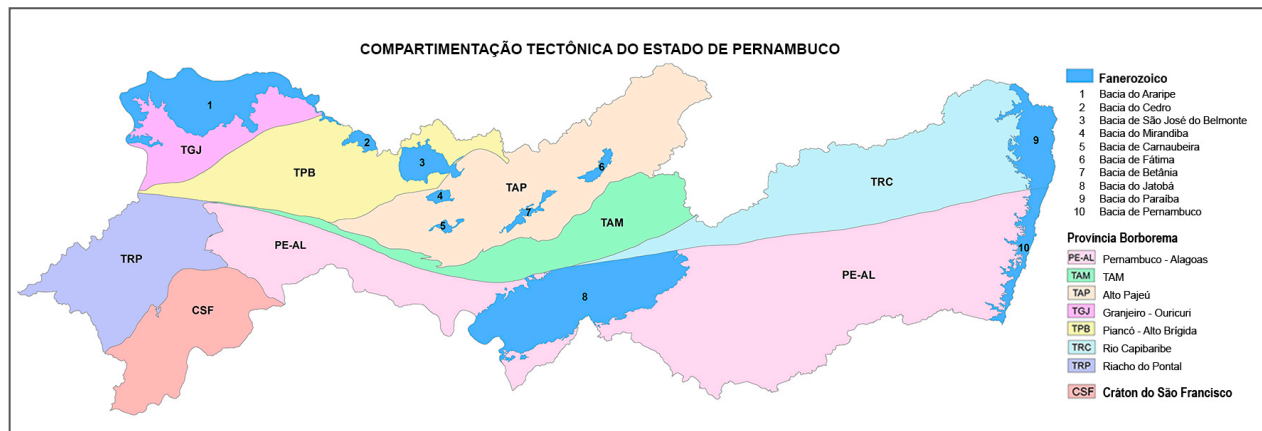 COMPARTIMENTAÇÃO TECTÔNICA DO ESTADO DE PERNAMBUCO
1
2
3
4
5
6
7
8
9
10
TGJ
TPB
TAP
TAM
TRC
TRP
PE-AL
PE-AL
CSF
Fanerozoico
1 Bacia do Araripe
2 Bacia do Cedro
3 Bacia de São José do Belmonte
4 Bacia do Mirandiba
5 Bacia de Carnaubeira
6 Bacia de Fátima
7 Bacia de Betânia
8 Bacia do Jatobá
9 Bacia do Paraíba
10 Bacia de Pernambuco
Província Borborema
PE-AL Pernambuco - Alagoas
TAM TAM
TAP Alto Pajeú
TGJ Granjeiro - Ouricuri
TPB Piancó - Alto Brígida
TRC Rio Capibaribe
TRP Riacho do Pontal
CSF Cráton do São Francisco